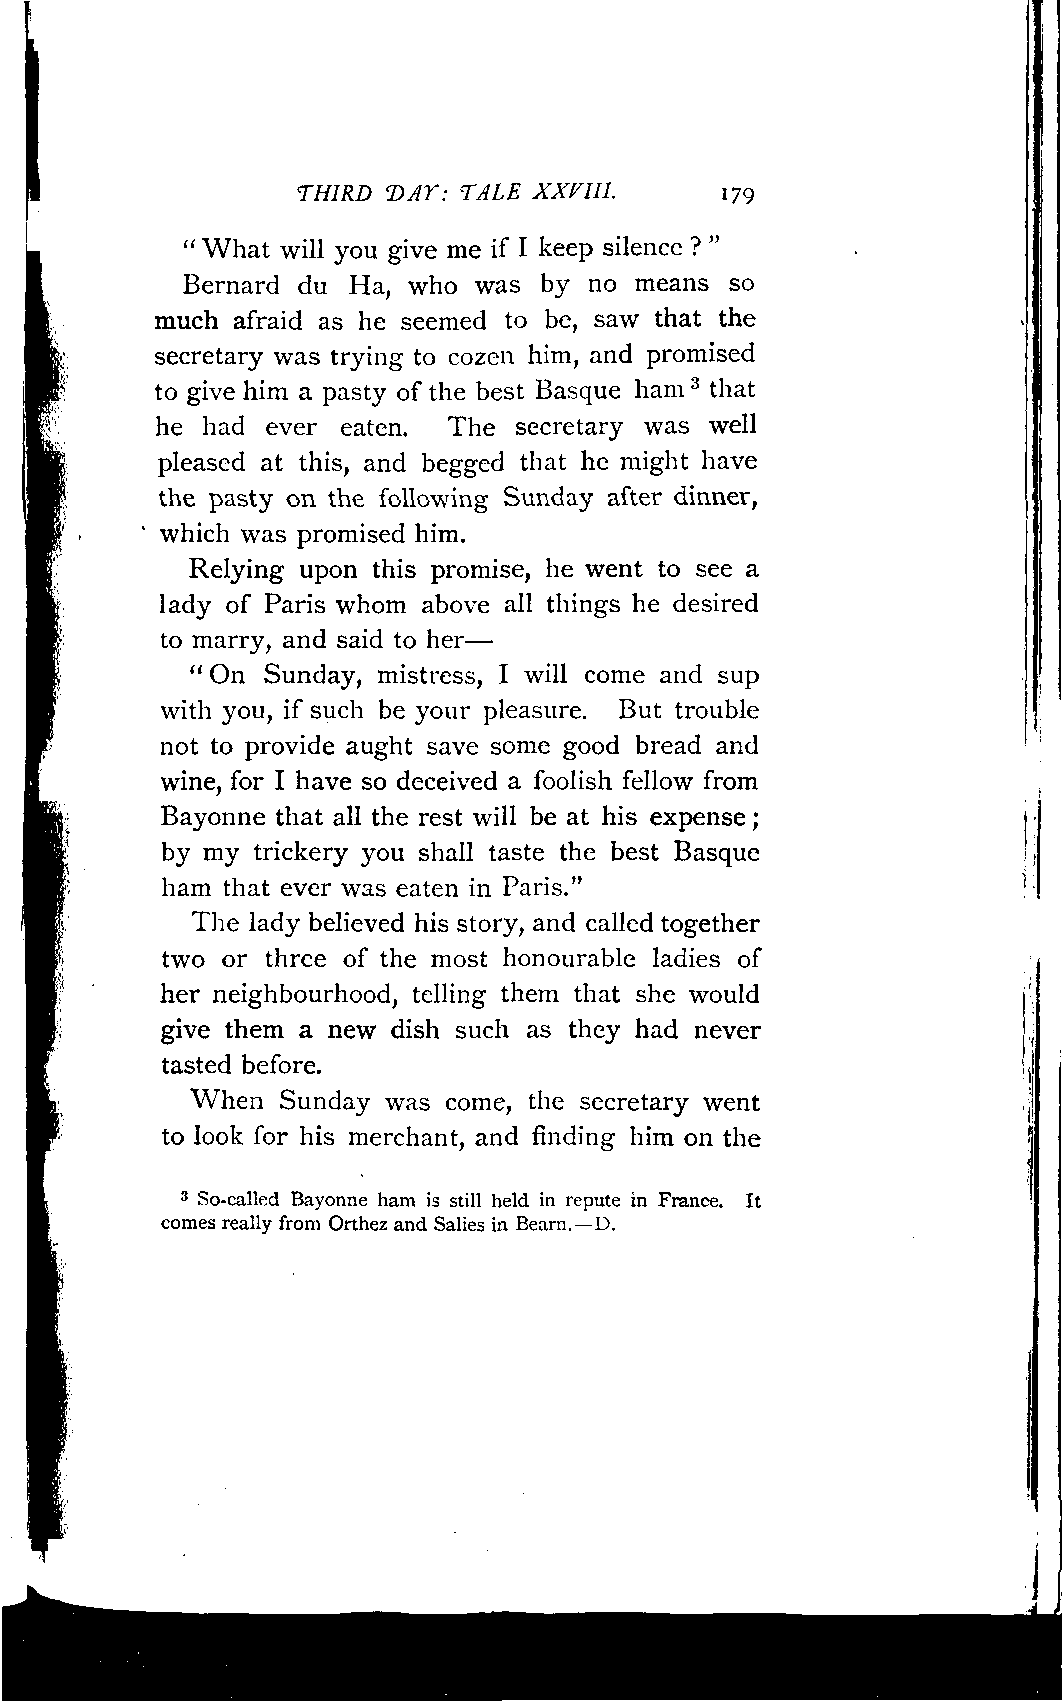 THIRD DAY: TALE XXVIII. 179
“What will you give me if I keep silence?”
Bernard du Ha, who was by no means so
much afraid as he seemed to be, saw that the
secretary was trying to cozen him, and promised
to give him a pasty of the best Basque ham ³ that
he had ever eaten. The secretary was well
pleased at this, and begged that he might have
the pasty on the following Sunday after dinner,
which was promised him.
Relying upon this promise, he went to see a
lady of Paris whom above all things he desired
to marry, and said to her—
“On Sunday, mistress, I will come and sup
with you, if such be your pleasure. But trouble
not to provide aught save some good bread and
wine, for I have so deceived a foolish fellow from
Bayonne that all the rest will be at his expense;
by my trickery you shall taste the best Basque
ham that ever was eaten in Paris.”
The lady believed his story, and called together
two or three of the most honourable ladies of
her neighbourhood, telling them that she would
give them a new dish such as they had never
tasted before.
When Sunday was come, the secretary went
to look for his merchant, and finding him on the
³ So-called Bayonne ham is still held in repute in France. It
comes really from Orthez and Salies in Bearn.—D.